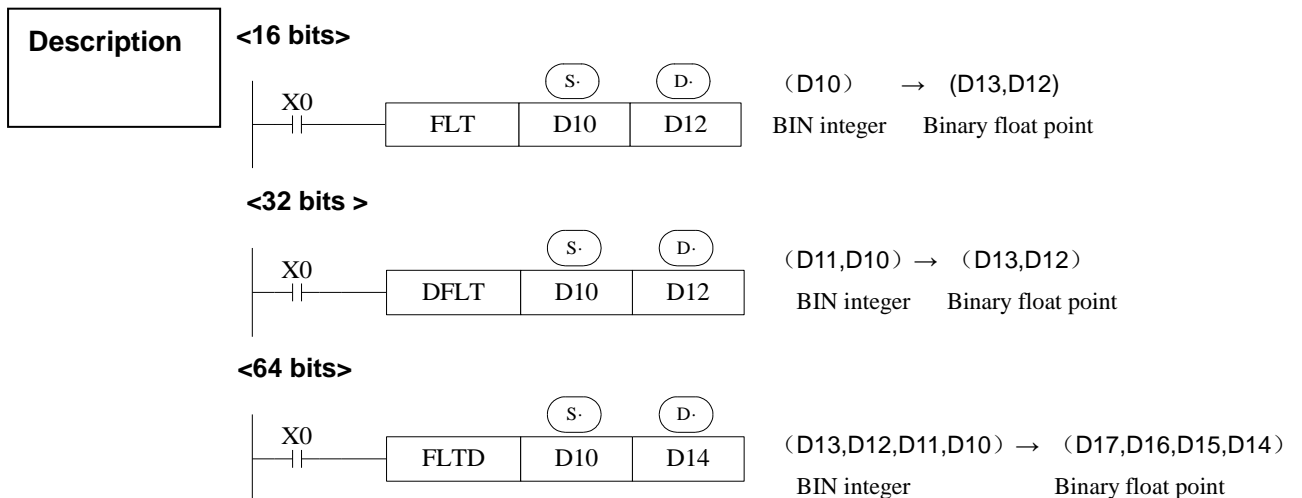 Description
<16 bits>
S· D·
X0 FLT D10 D12 （D10） → (D13,D12)
BIN integer Binary float point
<32 bits >
S· D·
X0 DFLT D10 D12 （D11,D10）→ （D13,D12）
BIN integer Binary float point
<64 bits>
S· D·
X0 FLTD D10 D14 （D13,D12,D11,D10）→ （D17,D16,D15,D14）
BIN integer Binary float point